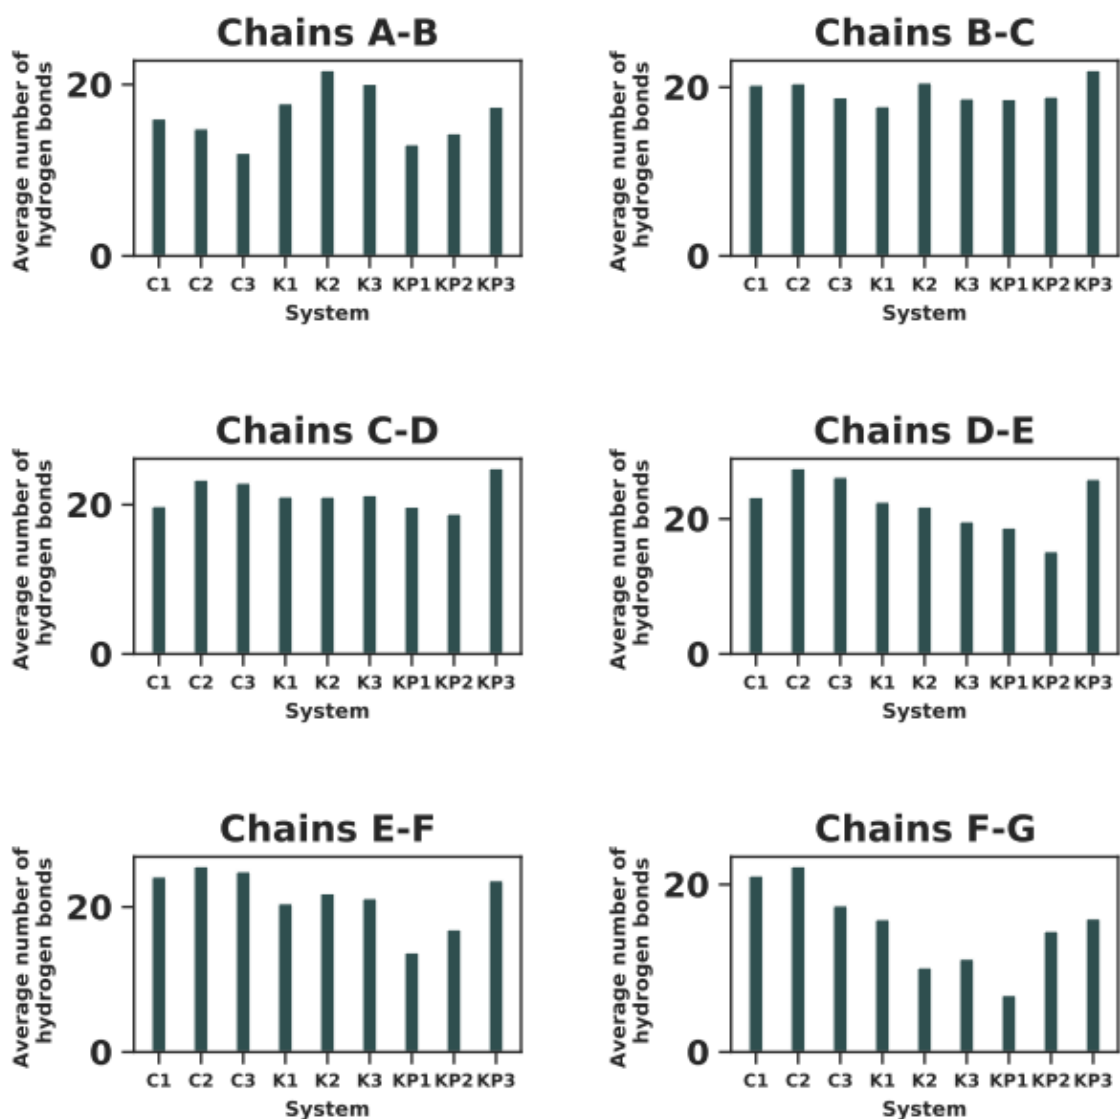 Chains A-B
Average number of
hydrogen bonds
20
0
C1 C2 C3 K1 K2 K3 KP1 KP2 KP3
System
Chains B-C
Average number of
hydrogen bonds
20
0
C1 C2 C3 K1 K2 K3 KP1 KP2 KP3
System
Chains C-D
Average number of
hydrogen bonds
20
0
C1 C2 C3 K1 K2 K3 KP1 KP2 KP3
System
Chains D-E
Average number of
hydrogen bonds
20
0
C1 C2 C3 K1 K2 K3 KP1 KP2 KP3
System
Chains E-F
Average number of
hydrogen bonds
20
0
C1 C2 C3 K1 K2 K3 KP1 KP2 KP3
System
Chains F-G
Average number of
hydrogen bonds
20
0
C1 C2 C3 K1 K2 K3 KP1 KP2 KP3
System